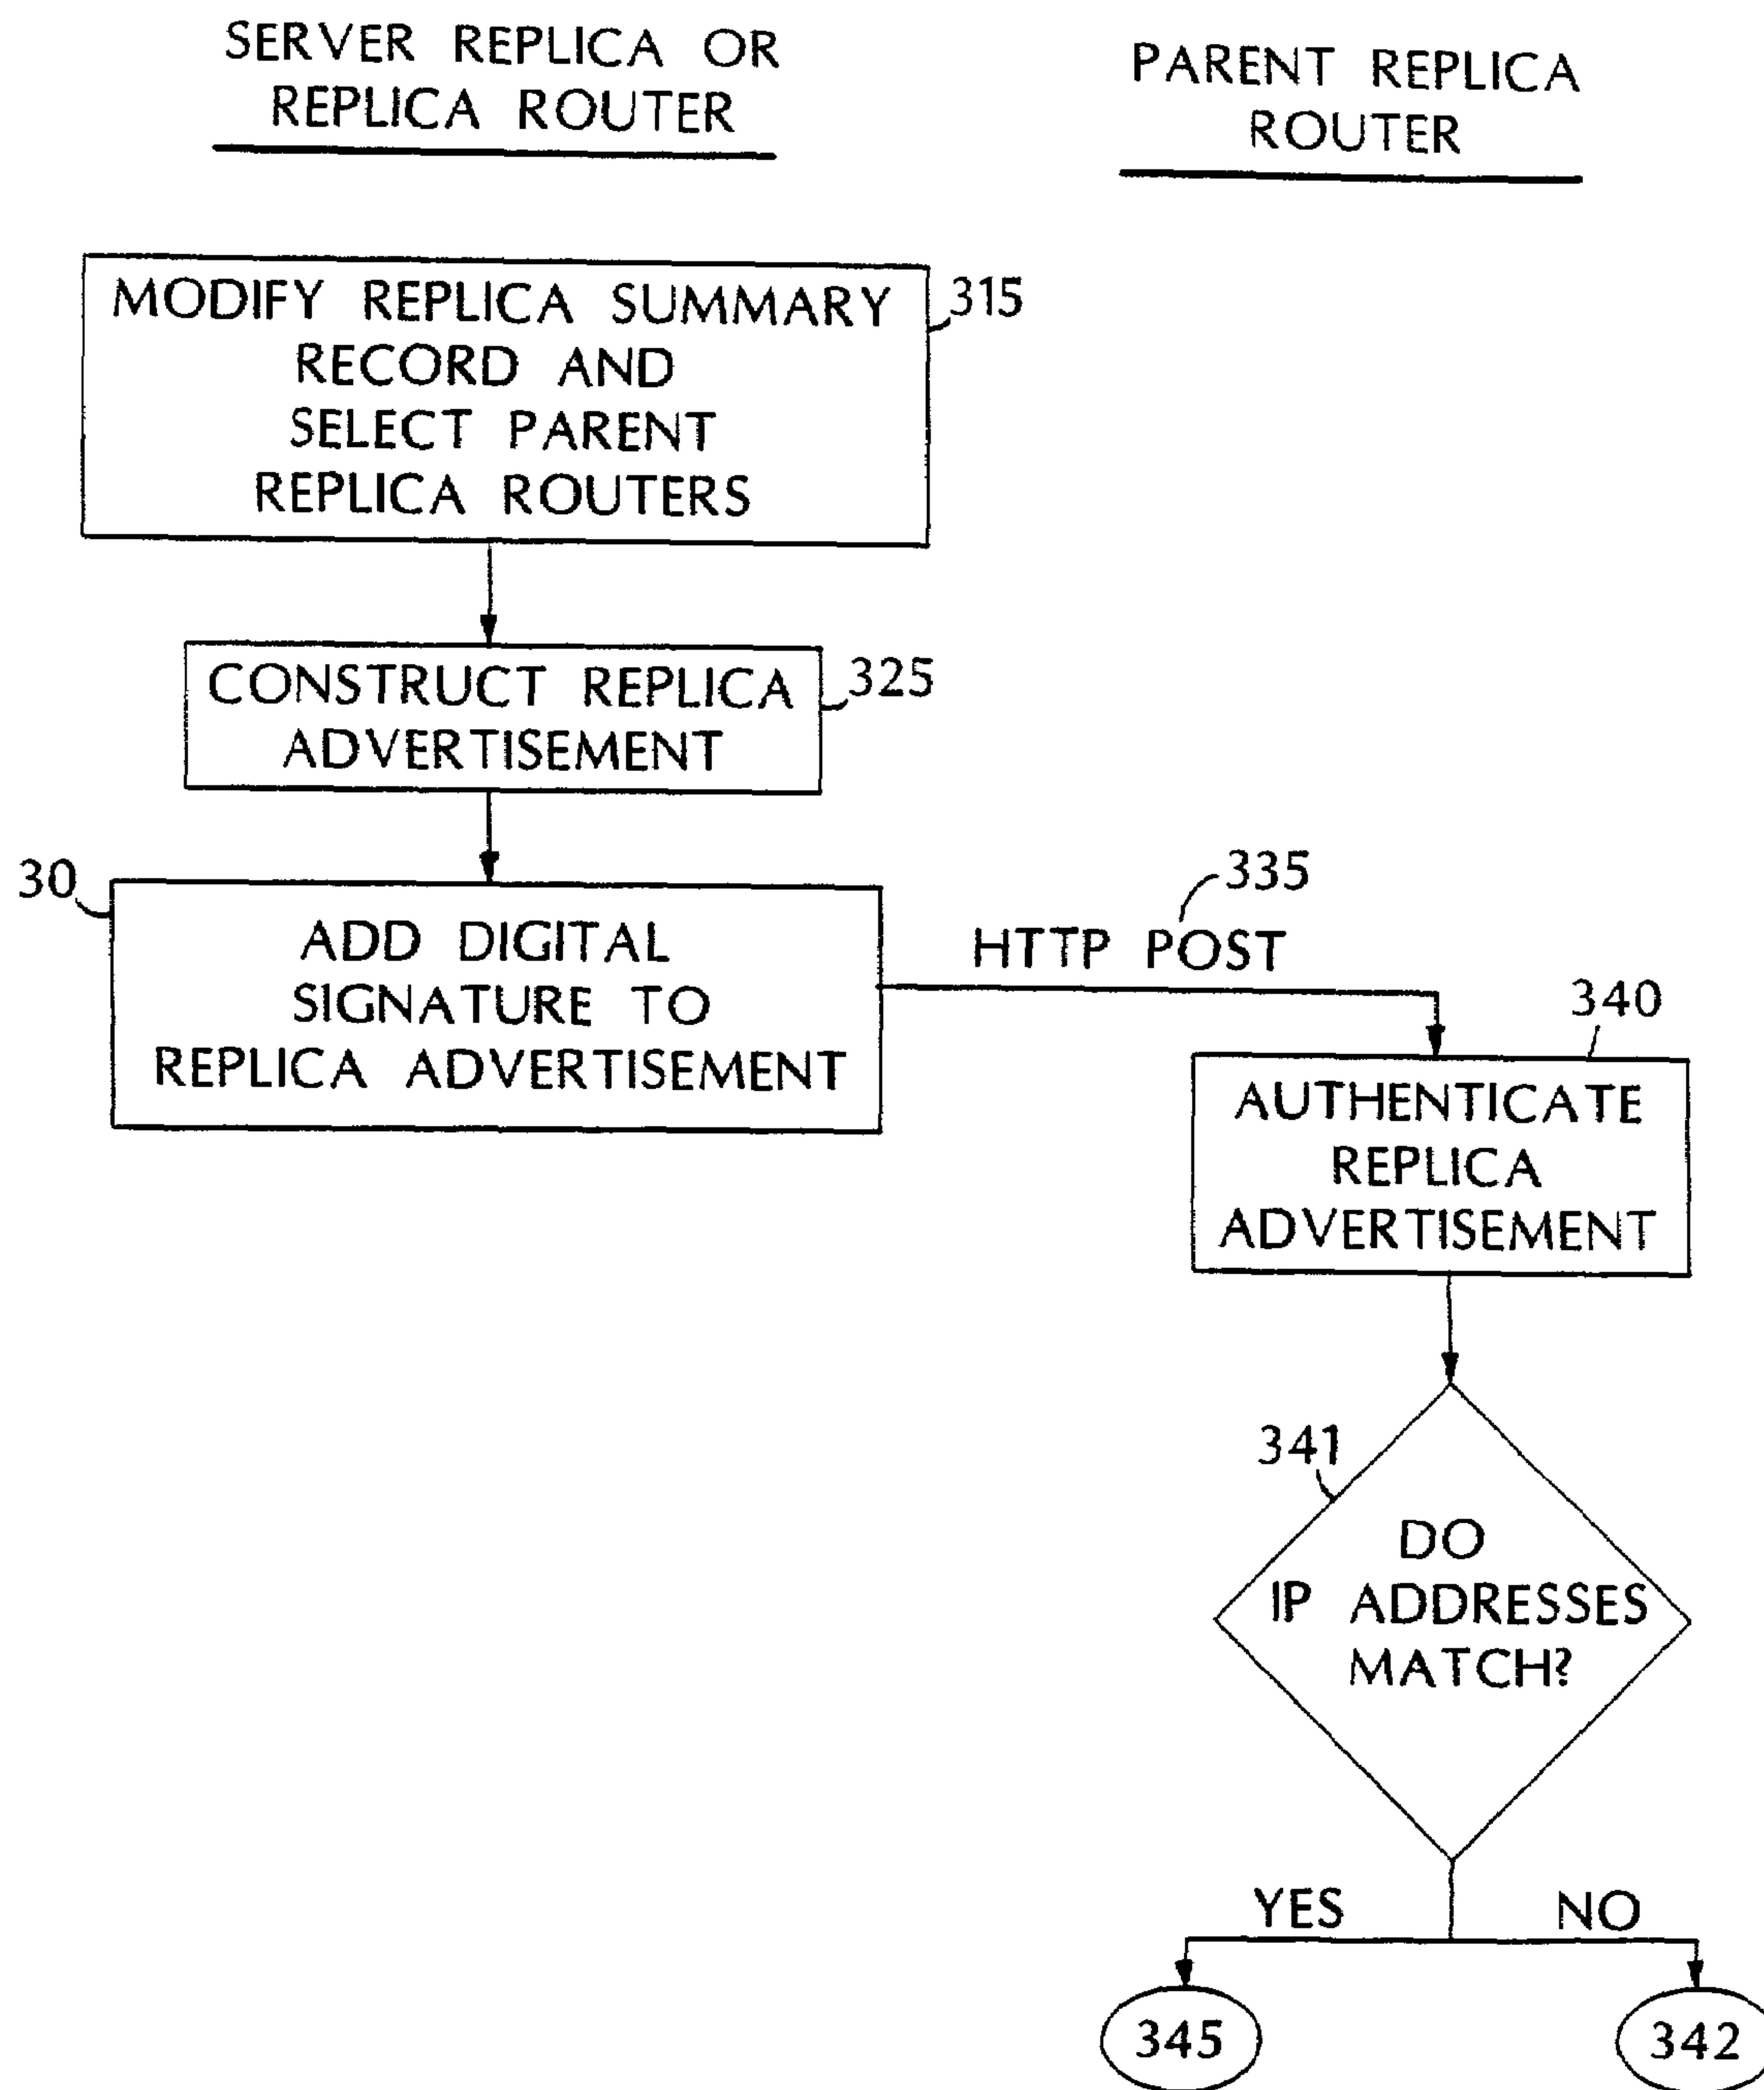 SERVER REPLICA OR
REPLICA ROUTER
PARENT REPLICA
ROUTER
MODIFY REPLICA SUMMARY
RECORD AND
SELECT PARENT
REPLICA ROUTERS
315
CONSTRUCT REPLICA
ADVERTISEMENT
325
30
ADD DIGITAL
SIGNATURE TO
REPLICA ADVERTISEMENT
335
HTTP POST
340
AUTHENTICATE
REPLICA
ADVERTISEMENT
341
DO
IP ADDRESSES
MATCH?
YES
NO
345
342